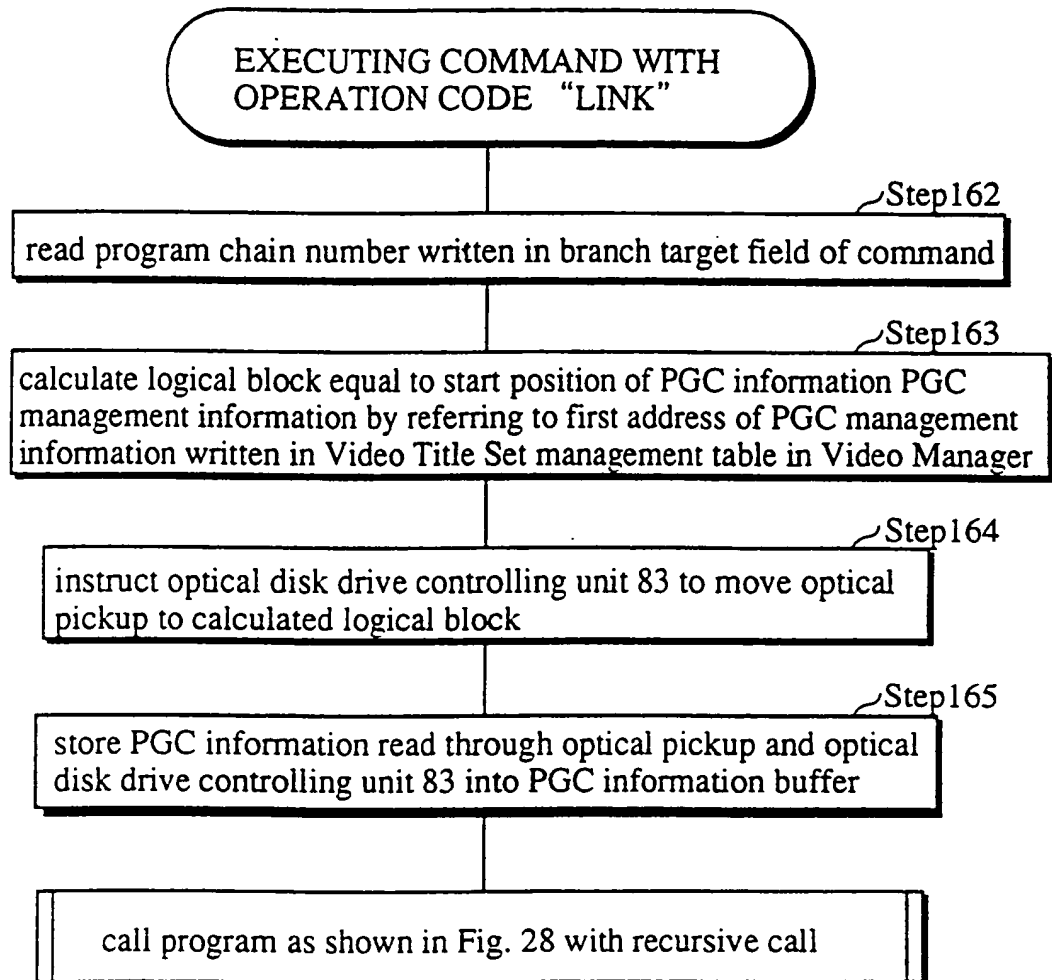 EXECUTING COMMAND WITH
OPERATION CODE “LINK”
Step162
read program chain number written in branch target field of command
Step163
calculate logical block equal to start position of PGC information PGC
management information by referring to first address of PGC management
information written in Video Title Set management table in Video Manager
Step164
instruct optical disk drive controlling unit 83 to move optical
pickup to calculated logical block
Step165
store PGC information read through optical pickup and optical
disk drive controlling unit 83 into PGC information buffer
call program as shown in Fig. 28 with recursive call